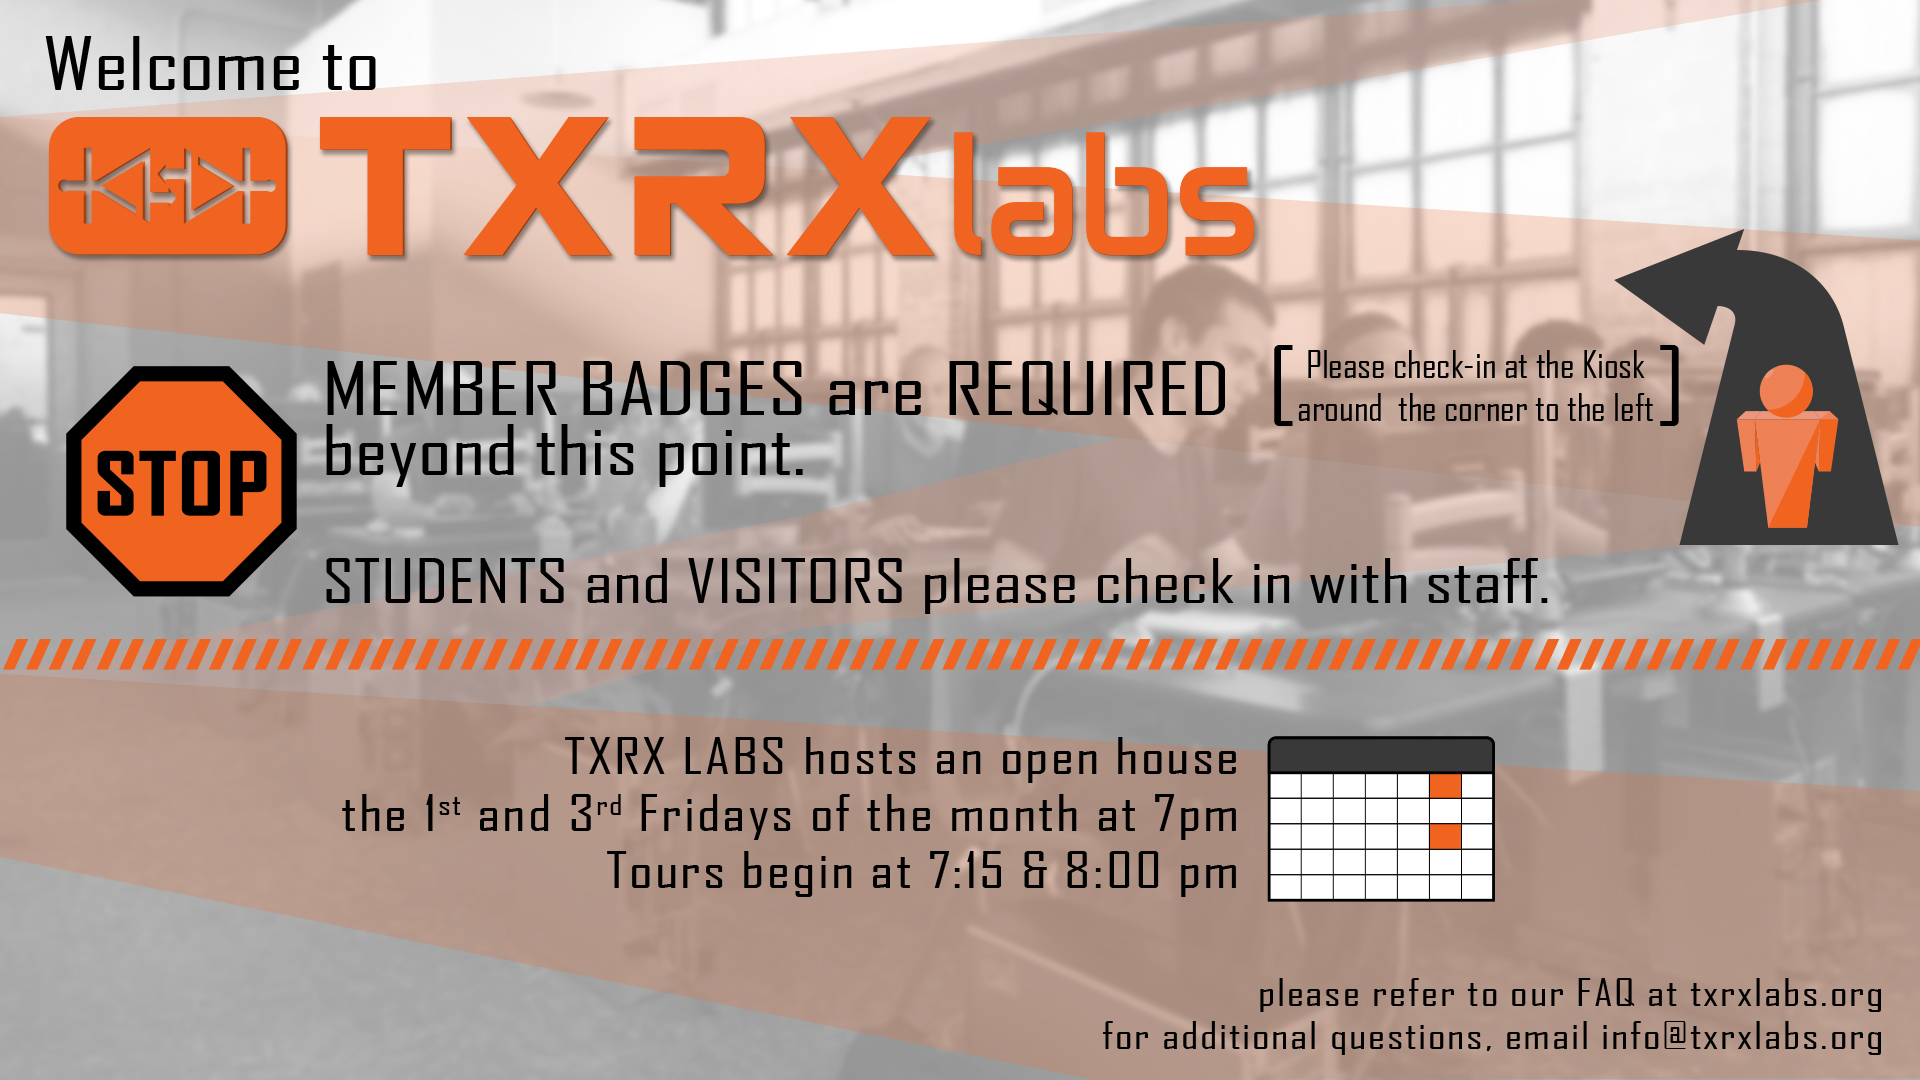 Welcome to
TXRX labs
STOP
MEMBER BADGES are REQUIRED
beyond this point.
[Please check-in at the Kiosk
around the corner to the left]
STUDENTS and VISITORS please check in with staff.
TXRX LABS hosts an open house
the 1st and 3rd Fridays of the month at 7pm
Tours begin at 7:15 & 8:00 pm
please refer to our FAQ at txrxlabs.org
for additional questions, email info@txrxlabs.org